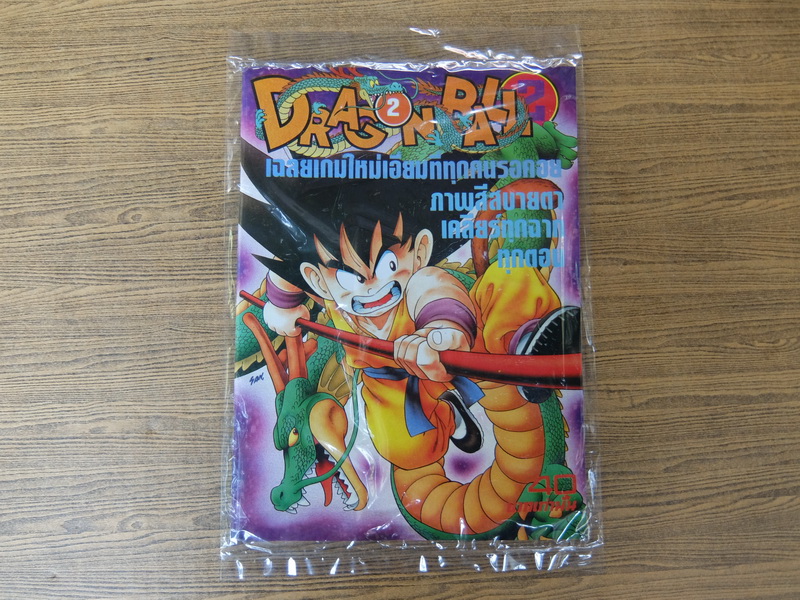 DRAGON BALL 2
2
เฉลยเกมใหม่เอี่ยมที่ทุกคนรอคอย
ภาพสีสบายตา
เคลียร์ทุกฉาก
ทุกตอน
40